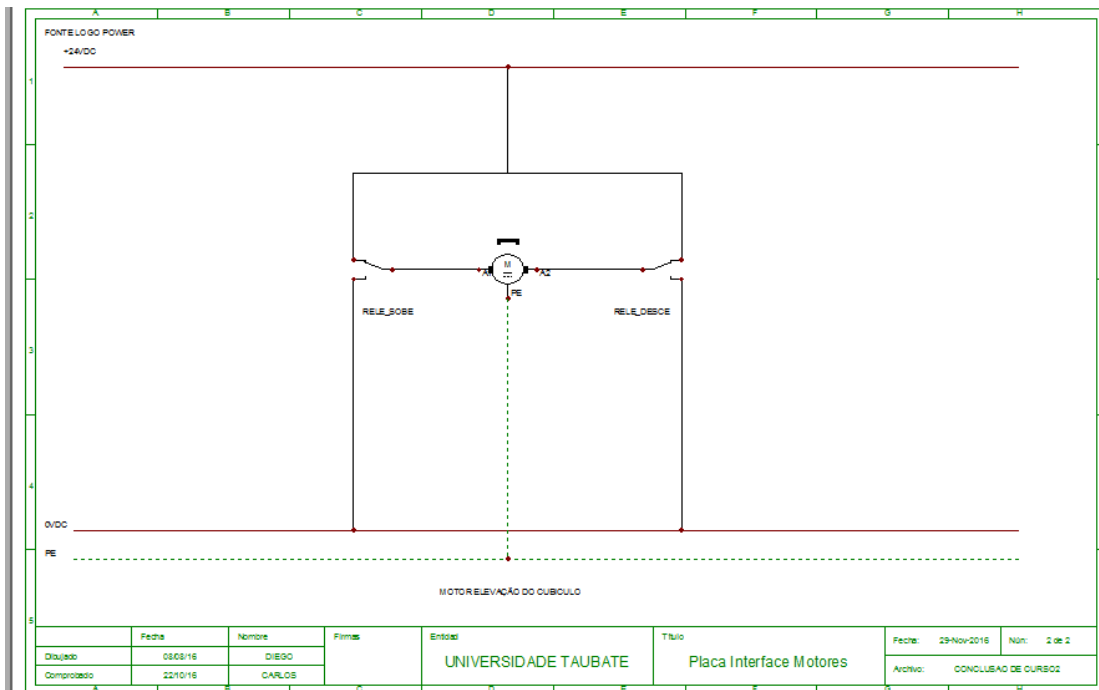 A B C D E F G H
FONTE LOGO POWER
+24VDC
1
2
M
A1 A2
PE
RELE_SOBE RELE_DESCE
3
4
0VDC
PE
MOTOR ELEVAÇÃO DO CUBICULO
5
Fecha Nombre Firmas Entidad Título Fecha: 29-Nov-2016 Núm: 2 de 2
Dibujado 08/08/16 DIEGO UNIVERSIDADE TAUBATE Placa Interface Motores
Comprobado 22/10/16 CARLOS Archivo: CONCLUSAO DE CURSO2
A B C D E F G H